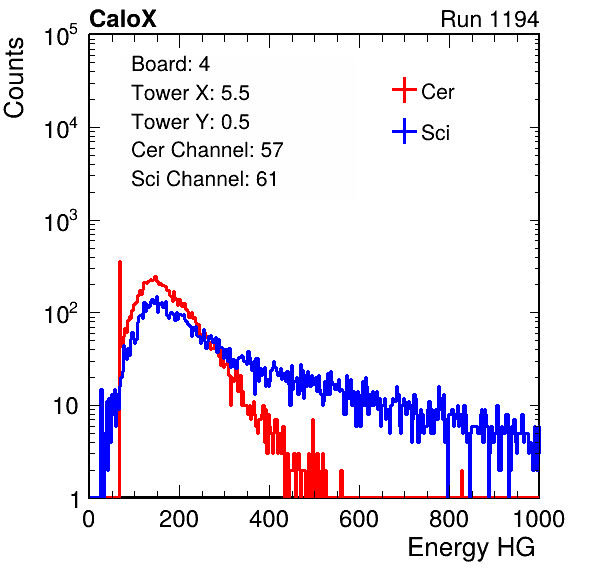 CaloX Run 1194
Counts
10^5
10^4
10^3
10^2
10
1
Board: 4
Tower X: 5.5
Tower Y: 0.5
Cer Channel: 57
Sci Channel: 61
Cer
Sci
0 200 400 600 800 1000
Energy HG